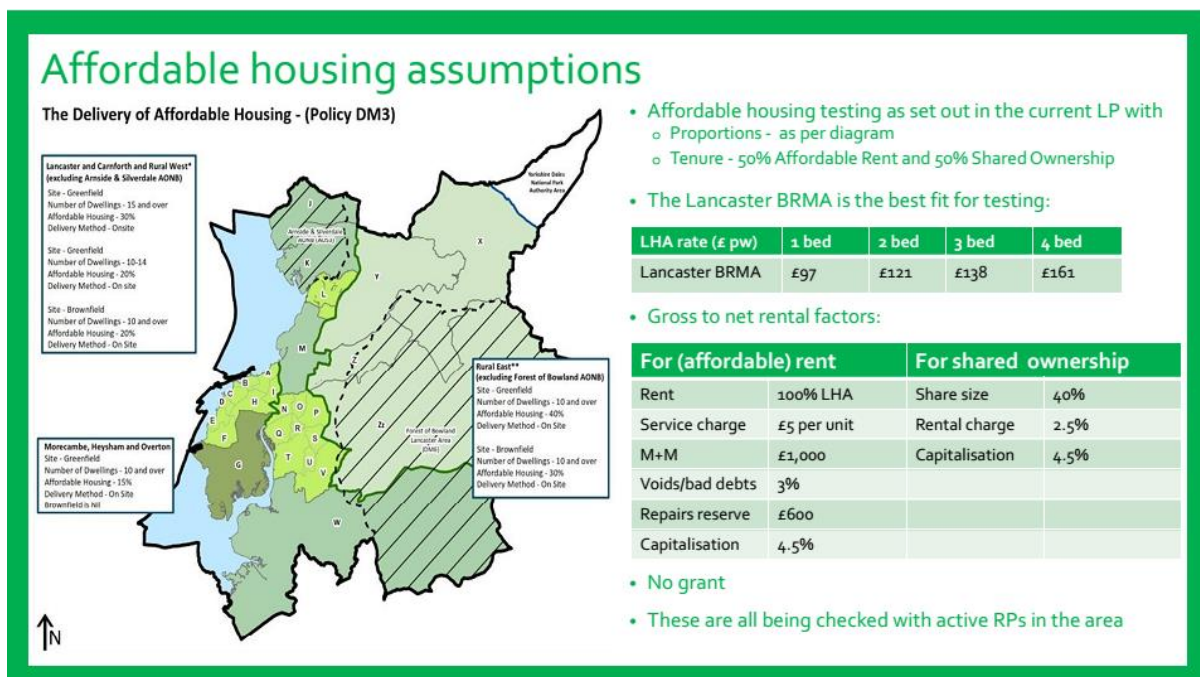 Affordable housing assumptions
The Delivery of Affordable Housing - (Policy DM3)
Lancaster and Carnforth and Rural West*
(excluding Arnside & Silverdale AONB)
Site - Greenfield
Number of Dwellings - 15 and over
Affordable Housing - 30%
Delivery Method - Onsite
Site - Greenfield
Number of Dwellings - 10-14
Affordable Housing - 20%
Delivery Method - On site
Site - Brownfield
Number of Dwellings - 10 and over
Affordable Housing - 20%
Delivery Method - On Site
Morecambe, Heysham and Overton
Site - Greenfield
Number of Dwellings - 10 and over
Affordable Housing - 15%
Delivery Method - On Site
Brownfield is Nil
Yorkshire Dales
National Park
Authority Area
J
Arnside & Silverdale
K
L
X
Y
M
Z
A
B
C
D
H
I
E
F
G
N
O
P
Q
R
S
T
U
V
W
Zz
Forest of Bowland
Lancaster Area
(DM6)
Rural East**
(excluding Forest of Bowland AONB)
Site - Greenfield
Number of Dwellings - 10 and over
Affordable Housing - 40%
Delivery Method - On Site
Site - Brownfield
Number of Dwellings - 10 and over
Affordable Housing - 30%
Delivery Method - On Site
N
• Affordable housing testing as set out in the current LP with
o Proportions - as per diagram
o Tenure - 50% Affordable Rent and 50% Shared Ownership
• The Lancaster BRMA is the best fit for testing:
LHA rate (£ pw) 1 bed 2 bed 3 bed 4 bed
Lancaster BRMA £97 £121 £138 £161
• Gross to net rental factors:
For (affordable) rent For shared ownership
Rent 100% LHA Share size 40%
Service charge £5 per unit Rental charge 2.5%
M+M £1,000 Capitalisation 4.5%
Voids/bad debts 3%
Repairs reserve £600
Capitalisation 4.5%
• No grant
• These are all being checked with active RPs in the area